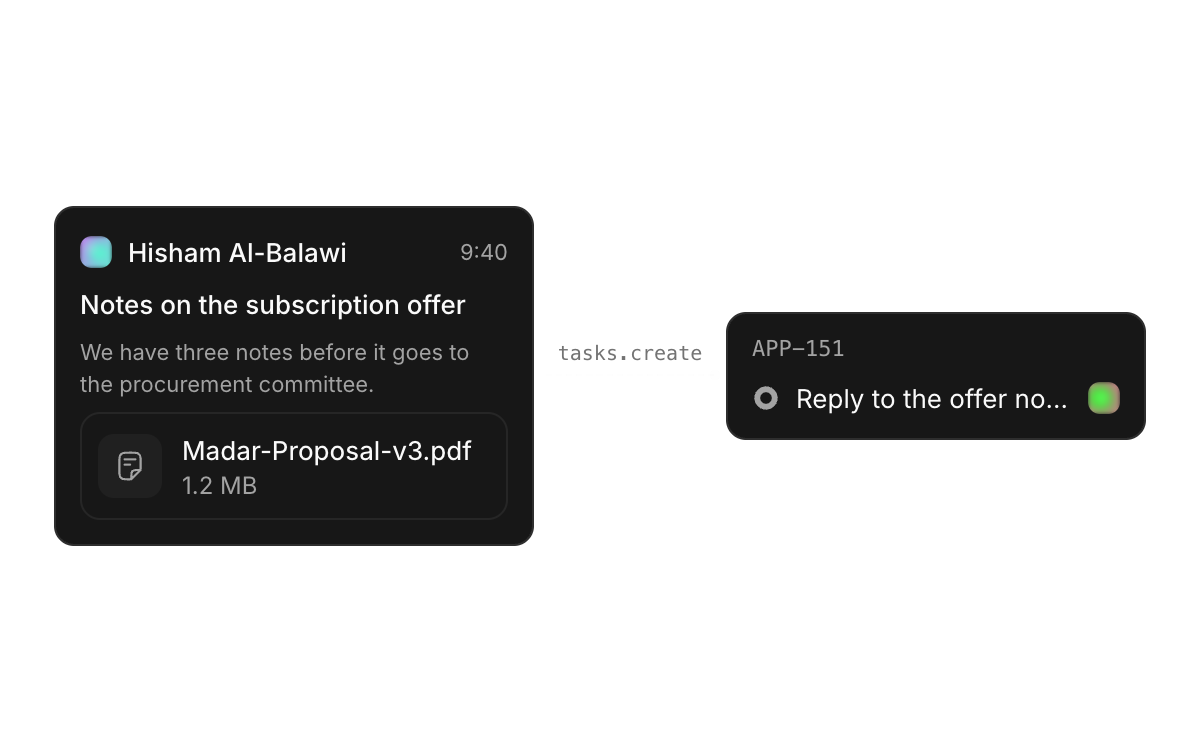 Hisham Al-Balawi
9:40
Notes on the subscription offer
We have three notes before it goes to
the procurement committee.
Madar-Proposal-v3.pdf
1.2 MB
tasks.create
APP-151
Reply to the offer no...